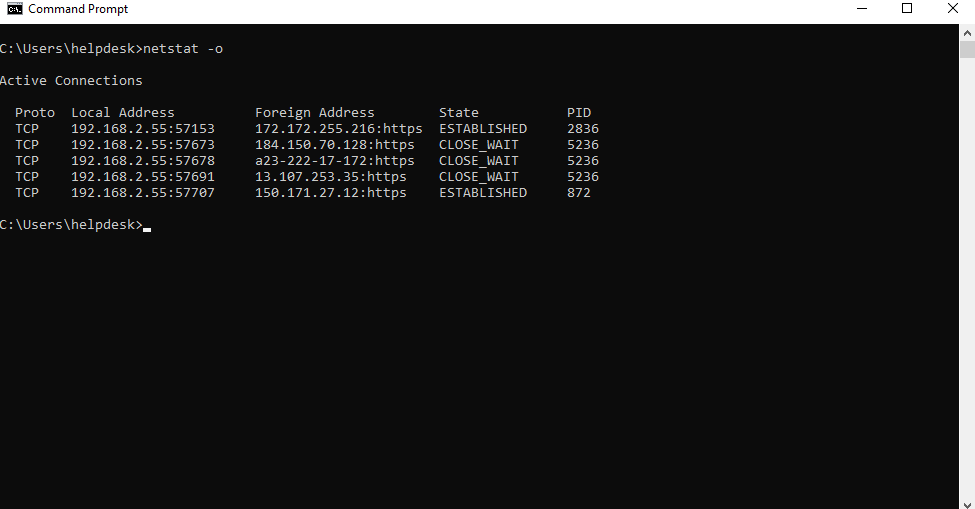 Command Prompt
C:\Users\helpdesk>netstat -o
Active Connections
  Proto  Local Address          Foreign Address        State           PID
  TCP    192.168.2.55:57153     172.172.255.216:https  ESTABLISHED     2836
  TCP    192.168.2.55:57673     184.150.70.128:https   CLOSE_WAIT      5236
  TCP    192.168.2.55:57678     a23-222-17-172:https   CLOSE_WAIT      5236
  TCP    192.168.2.55:57691     13.107.253.35:https    CLOSE_WAIT      5236
  TCP    192.168.2.55:57707     150.171.27.12:https    ESTABLISHED     872
C:\Users\helpdesk>